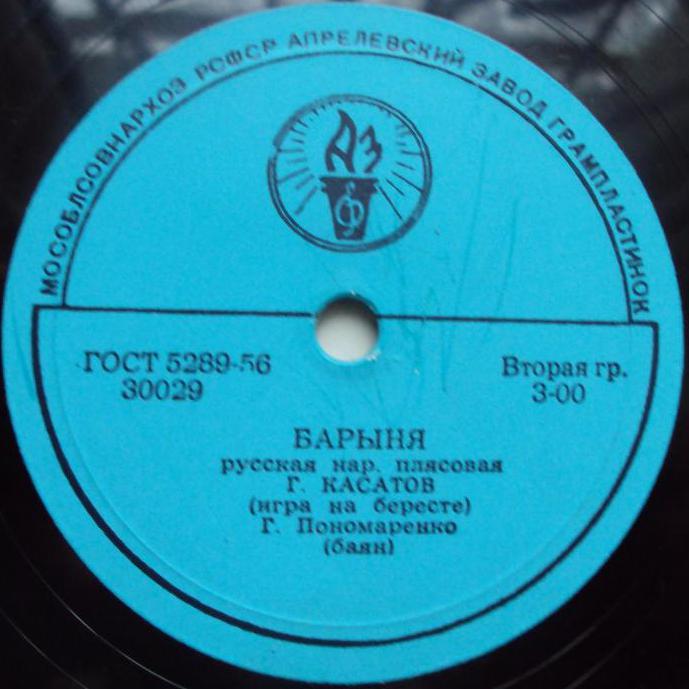 МОСОБЛСОВНАРХОЗ РСФСР АПРЕЛЕВСКИЙ ЗАВОД ГРАМПЛАСТИНОК
АЗ
ГОСТ 5289-56
30029
Вторая гр.
3-00
БАРЫНЯ
русская нар. плясовая
Г. КАСАТОВ
(игра на бересте)
Г. Пономаренко
(баян)